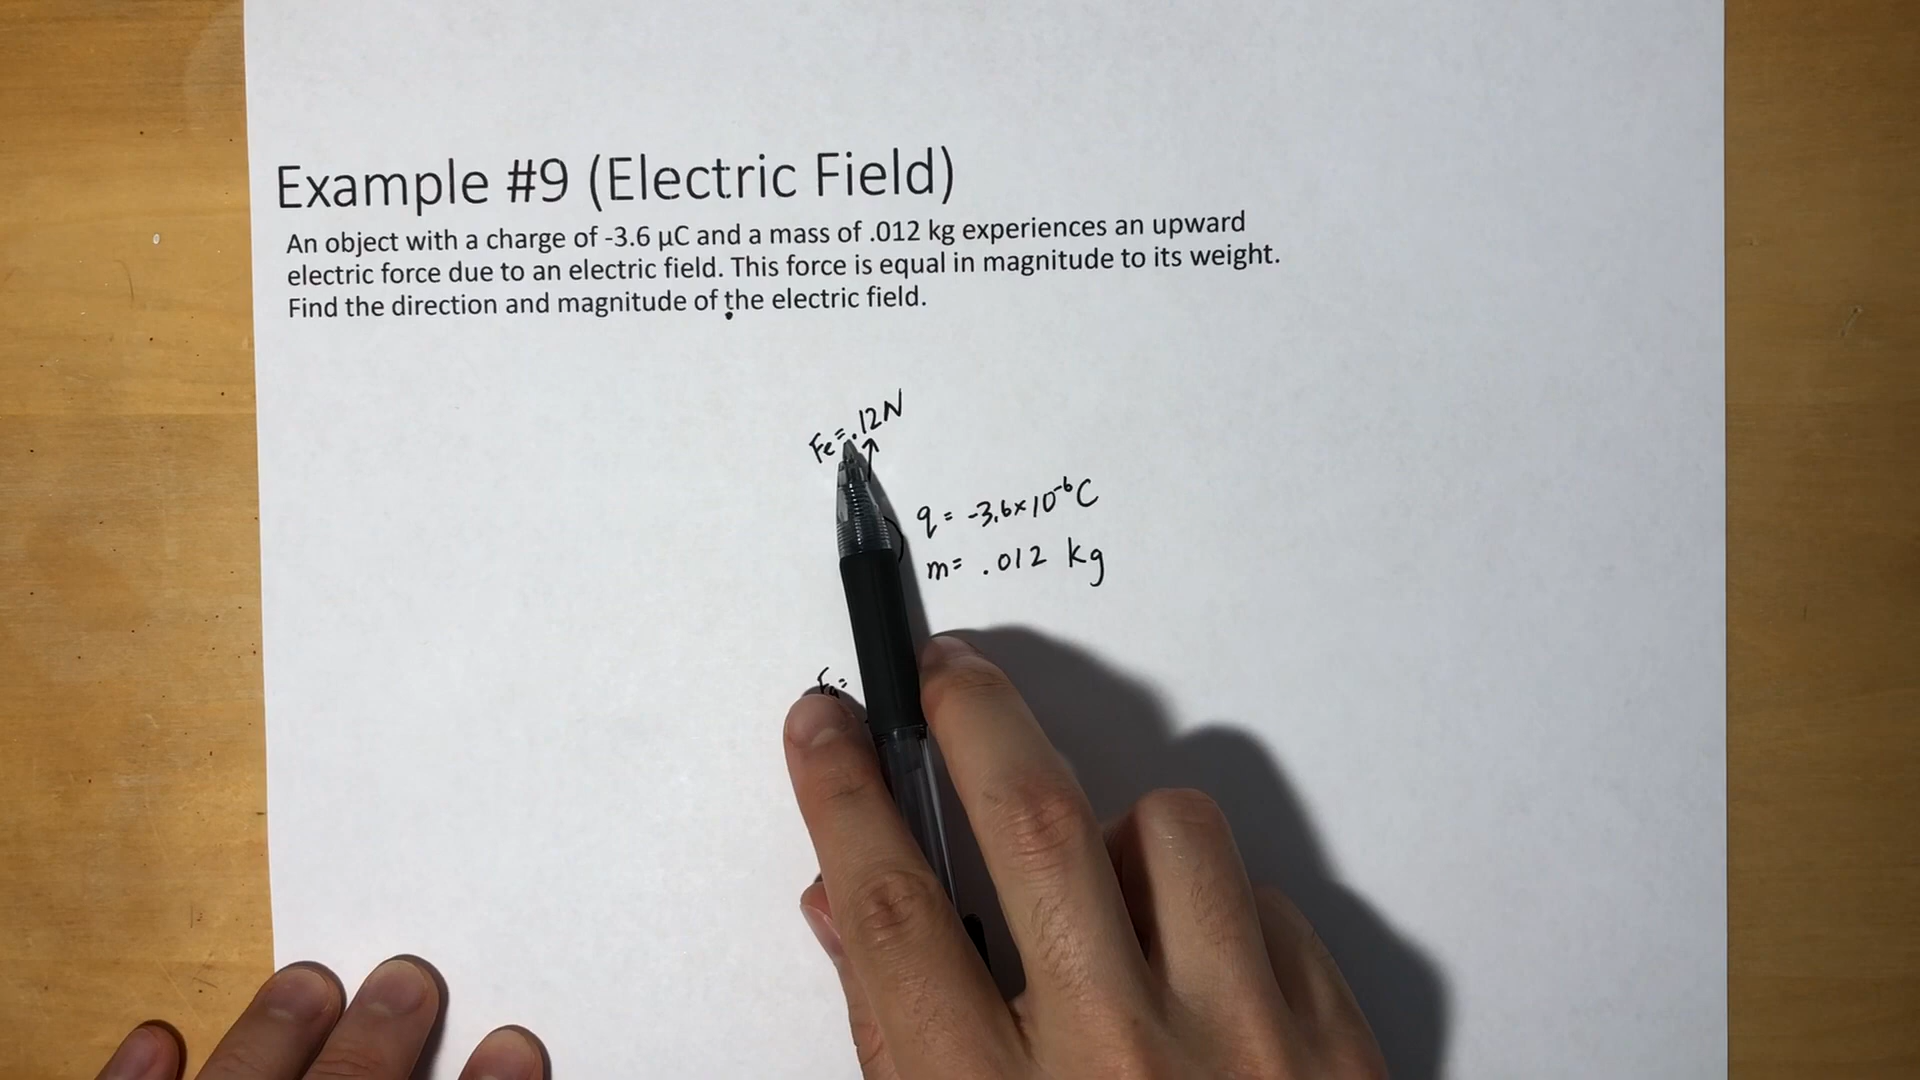 Example #9 (Electric Field)
An object with a charge of -3.6 µC and a mass of .012 kg experiences an upward
electric force due to an electric field. This force is equal in magnitude to its weight.
Find the direction and magnitude of the electric field.
Fe = .12N
q = -3.6×10⁻⁶C
m = .012 kg
Fg =